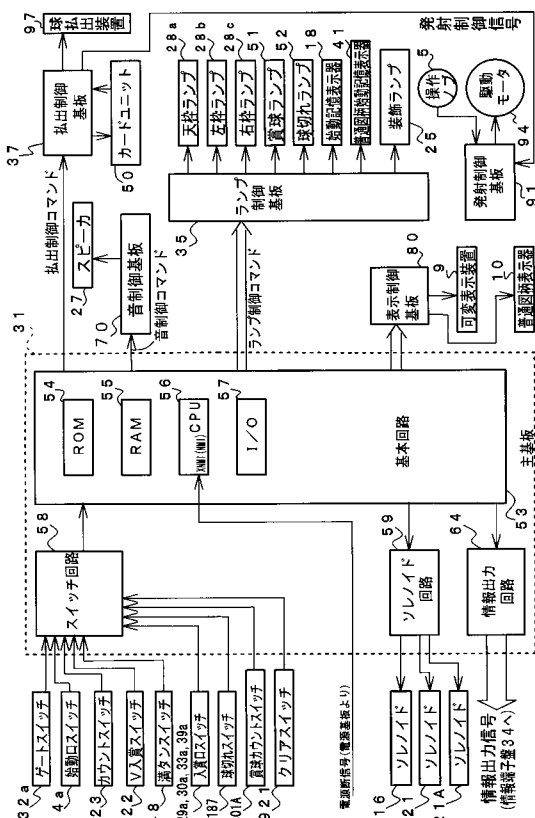 97
球払出装置
払出制御
基板
37
カードユニット
50
払出制御コマンド
スピーカ
27
音制御基板
70
音制御コマンド
28a
天枠ランプ
28b
左枠ランプ
28c
右枠ランプ
51
賞球ランプ
52
球切れランプ
18
始動記憶表示器
41
普通図柄始動記憶表示器
装飾ランプ
25
ランプ
制御
基板
35
ランプ制御コマンド
発射制御信号
5
操作
ノブ
駆動
モータ
94
発射制御
基板
91
80
表示制御
基板
9
可変表示装置
10
普通図柄表示器
31
54
ROM
55
RAM
56
XNMI(NMI)
CPU
57
I/O
基本回路
主基板
53
58
スイッチ回路
59
ソレノイド
回路
64
情報出力
回路
32a
ゲートスイッチ
4a
始動口スイッチ
23
カウントスイッチ
22
V入賞スイッチ
8
満タンスイッチ
9a,30a,33a,39a
入賞口スイッチ
187
球切れスイッチ
01A
賞球カウントスイッチ
921
クリアスイッチ
電源断信号(電源基板より)
16
ソレノイド
21
ソレノイド
21A
ソレノイド
情報出力信号
(情報端子盤34へ)